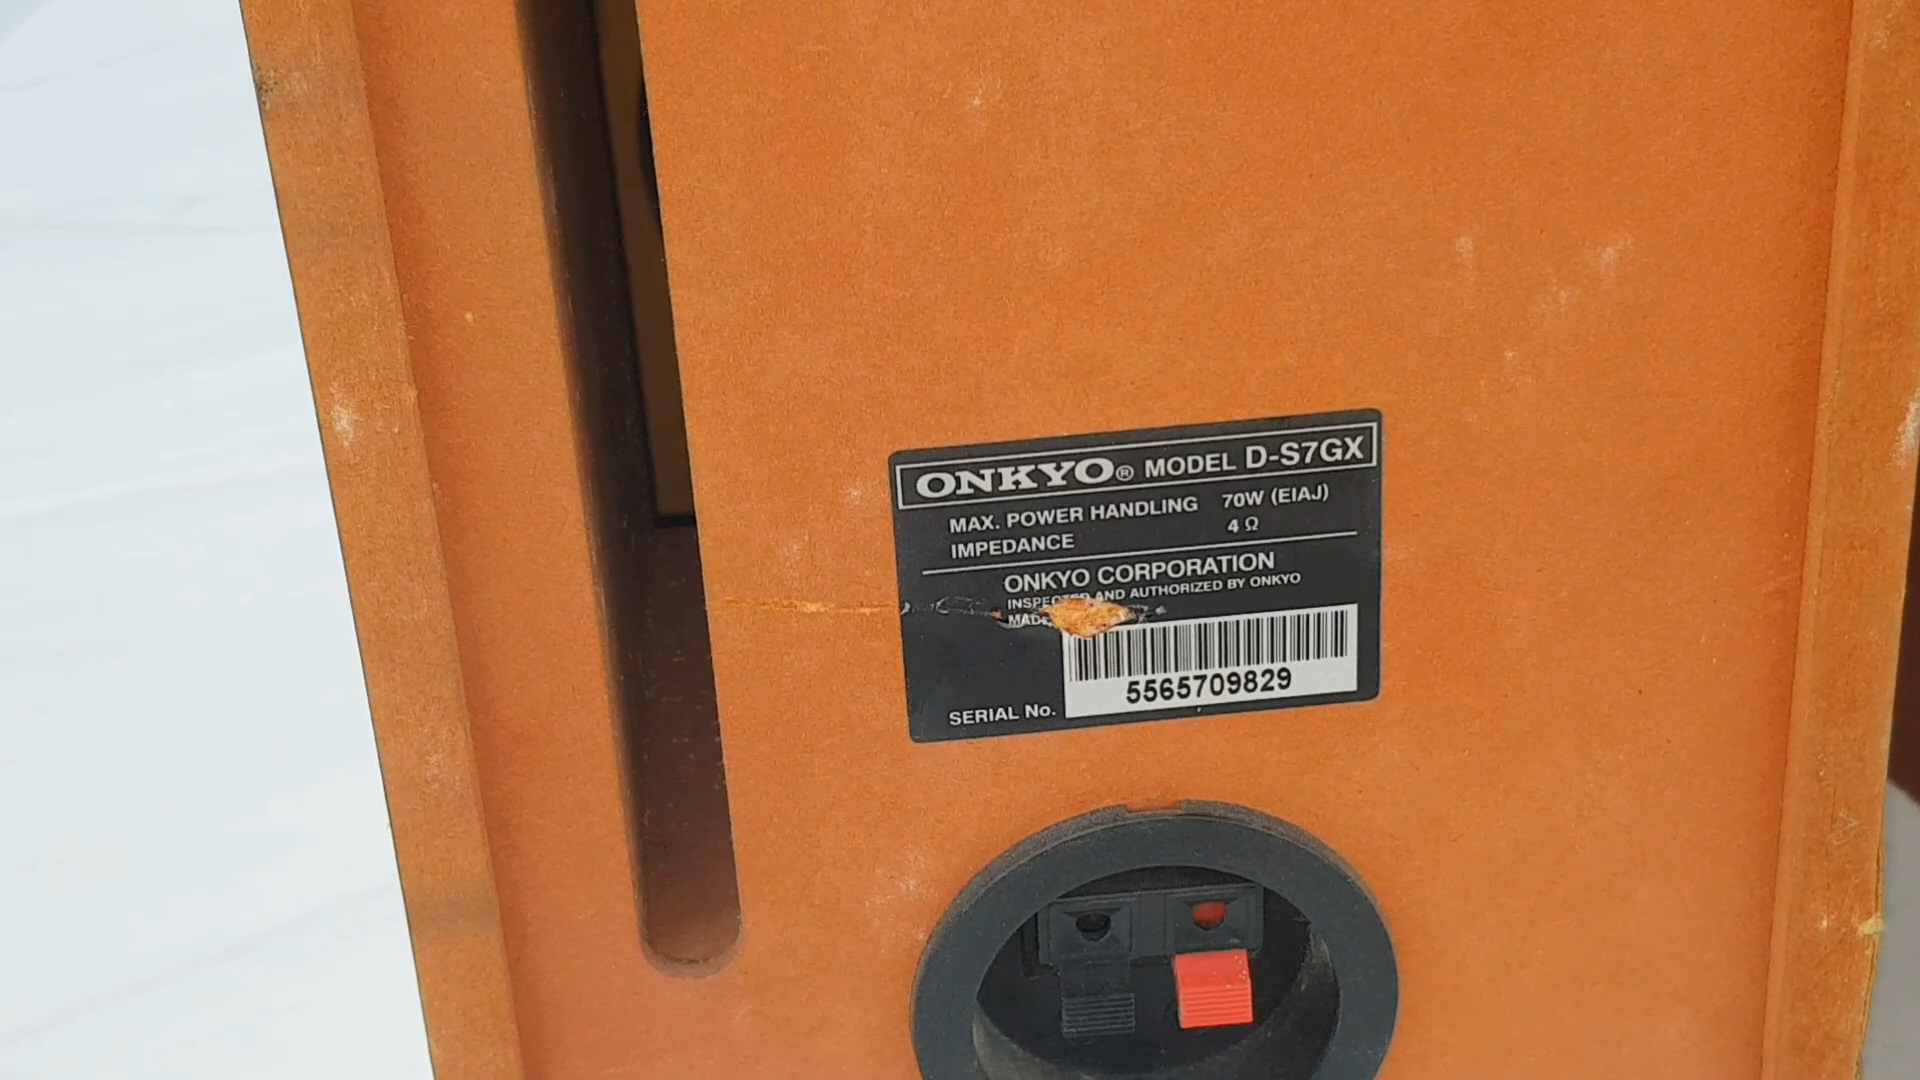 ONKYO® MODEL D-S7GX
MAX. POWER HANDLING 70W (EIAJ)
IMPEDANCE 4 Ω
ONKYO CORPORATION
AND AUTHORIZED BY ONKYO
5565709829
SERIAL No.